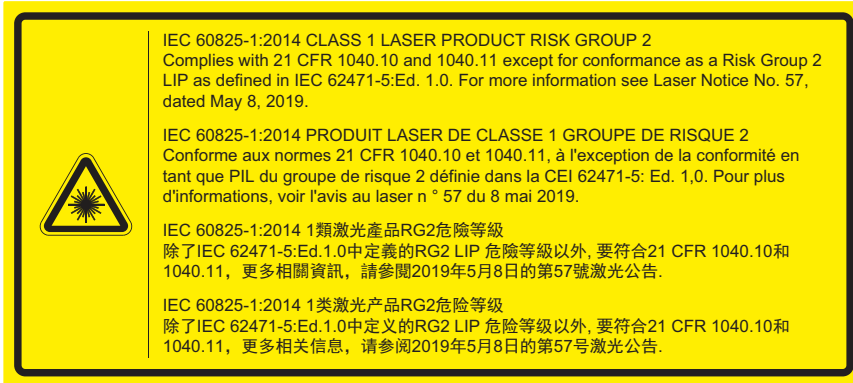 IEC 60825-1:2014 CLASS 1 LASER PRODUCT RISK GROUP 2
Complies with 21 CFR 1040.10 and 1040.11 except for conformance as a Risk Group 2
LIP as defined in IEC 62471-5:Ed. 1.0. For more information see Laser Notice No. 57,
dated May 8, 2019.
IEC 60825-1:2014 PRODUIT LASER DE CLASSE 1 GROUPE DE RISQUE 2
Conforme aux normes 21 CFR 1040.10 et 1040.11, à l'exception de la conformité en
tant que PIL du groupe de risque 2 définie dans la CEI 62471-5: Ed. 1,0. Pour plus
d'informations, voir l'avis au laser n ° 57 du 8 mai 2019.
IEC 60825-1:2014 1類激光產品RG2危險等級
除了IEC 62471-5:Ed.1.0中定義的RG2 LIP 危險等級以外, 要符合21 CFR 1040.10和
1040.11，更多相關資訊，請參閱2019年5月8日的第57號激光公告.
IEC 60825-1:2014 1类激光产品RG2危险等级
除了IEC 62471-5:Ed.1.0中定义的RG2 LIP 危险等级以外, 要符合21 CFR 1040.10和
1040.11，更多相关信息，请参阅2019年5月8日的第57号激光公告.